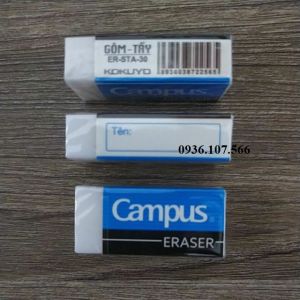 GÔM-TẨY
ER-STA-30
KOKUYO
Campus
Tên:
0936.107.566
Campus
ERASER